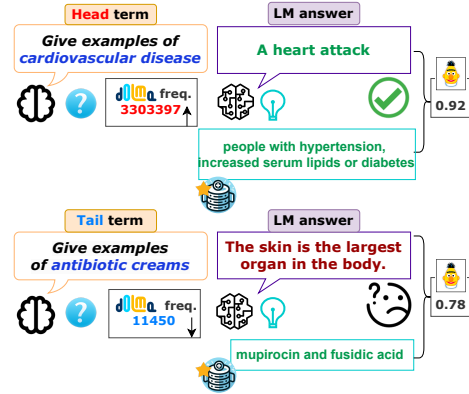 Head term
LM answer
Give examples of
cardiovascular disease
A heart attack
dolma freq.
3303397
0.92
people with hypertension,
increased serum lipids or diabetes
Tail term
LM answer
Give examples
of antibiotic creams
The skin is the largest
organ in the body.
dolma freq.
11450
0.78
mupirocin and fusidic acid